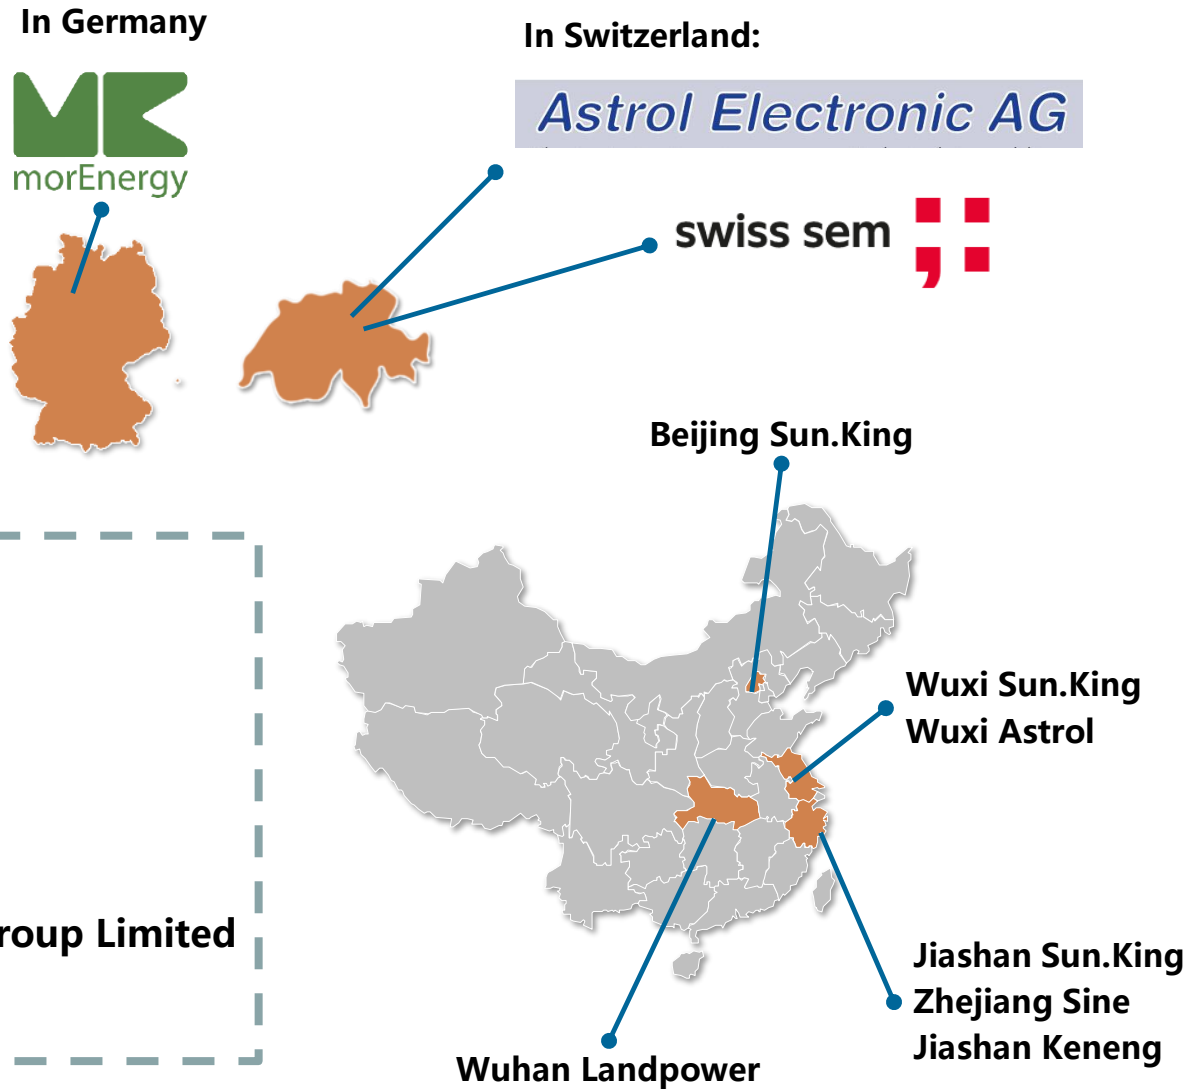 In Germany
In Switzerland:
Astrol Electronic AG
morEnergy
swiss sem
Beijing Sun.King
Wuxi Sun.King
Wuxi Astrol
roup Limited
Jiashan Sun.King
Zhejiang Sine
Jiashan Keneng
Wuhan Landpower